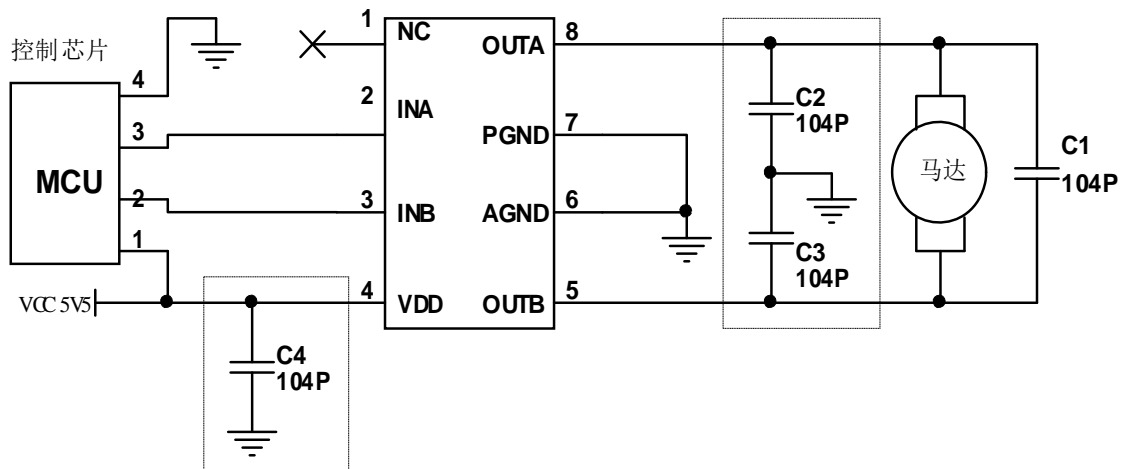 控制芯片
MCU
4
3
2
1
VCC 5V5
C4
104P
1
2
3
4
NC
INA
INB
VDD
OUTA
PGND
AGND
OUTB
8
7
6
5
C2
104P
C3
104P
马达
C1
104P